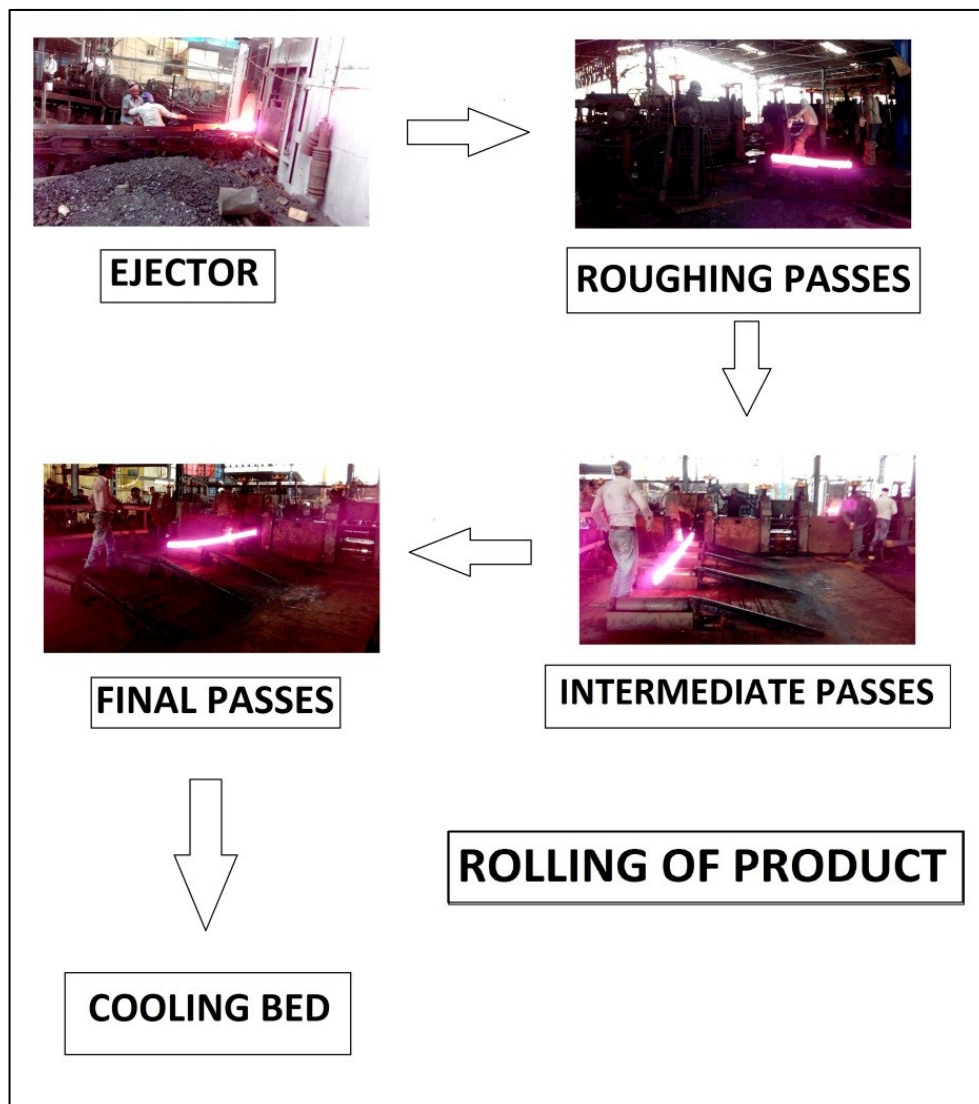 EJECTOR
ROUGHING PASSES
INTERMEDIATE PASSES
FINAL PASSES
ROLLING OF PRODUCT
COOLING BED